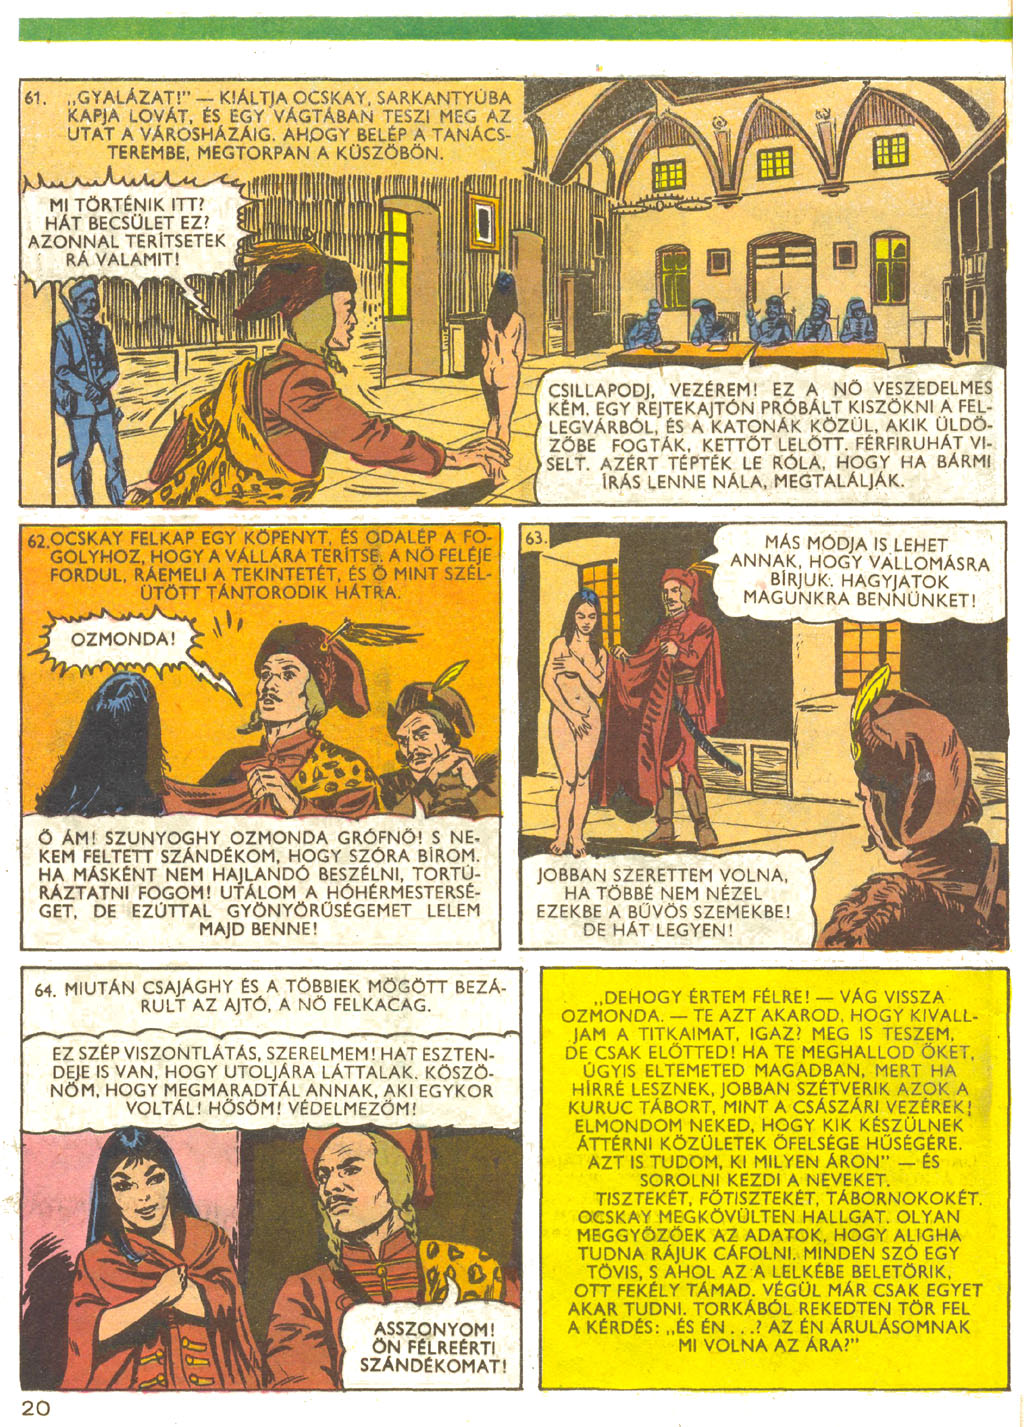 61. „GYALÁZAT!” — KIÁLTJA OCSKAY, SARKANTYÚBA
KAPJA LOVÁT, ÉS EGY VÁGTÁBAN TESZI MEG AZ
UTAT A VÁROSHÁZÁIG. AHOGY BELÉP A TANÁCS-
TEREMBE, MEGTORPAN A KÜSZÖBÖN.
MI TÖRTÉNIK ITT?
HÁT BECSÜLET EZ?
AZONNAL TERÍTSETEK
RÁ VALAMIT!
CSILLAPODJ, VEZÉREM! EZ A NŐ VESZEDELMES
KÉM. EGY REJTEKAJTÓN PRÓBÁLT KISZÖKNI A FEL-
LEGVÁRBÓL, ÉS A KATONÁK KÖZÜL, AKIK ÜLDÖ-
ZŐBE FOGTÁK, KETTŐT LELŐTT. FÉRFIRUHÁT VI-
SELT. AZÉRT TÉPTÉK LE RÓLA, HOGY HA BÁRMI
ÍRÁS LENNE NÁLA, MEGTALÁLJÁK.
62. OCSKAY FELKAP EGY KÖPENYT, ÉS ODALÉP A FO-
GOLYHOZ, HOGY A VÁLLÁRA TERÍTSE. A NŐ FELÉJE
FORDUL, RÁEMELI A TEKINTETÉT, ÉS Ő MINT SZÉL-
ÜTÖTT TÁNTORODIK HÁTRA.
OZMONDA!
Ő ÁM! SZUNYOGHY OZMONDA GRÓFNŐ! S NE-
KEM FELTETT SZÁNDÉKOM, HOGY SZÓRA BÍROM.
HA MÁSKÉNT NEM HAJLANDÓ BESZÉLNI, TORTÚ-
RÁZTATNI FOGOM! UTÁLOM A HÓHÉRMESTERSÉ-
GET, DE EZÚTTAL GYÖNYÖRŰSÉGEMET LELEM
MAJD BENNE!
63.
MÁS MÓDJA IS LEHET
ANNAK, HOGY VALLOMÁSRA
BÍRJUK. HAGYJATOK
MAGUNKRA BENNÜNKET!
JOBBAN SZERETTEM VOLNA,
HA TÖBBÉ NEM NÉZEL
EZEKBE A BŰVÖS SZEMEKBE!
DE HÁT LEGYEN!
64. MIUTÁN CSAJÁGHY ÉS A TÖBBIEK MÖGÖTT BEZÁ-
RULT AZ AJTÓ, A NŐ FELKACAG.
EZ SZÉP VISZONTLÁTÁS, SZERELMEM! HAT ESZTEN-
DEJE IS VAN, HOGY UTOLJÁRA LÁTTALAK. KÖSZÖ-
NÖM, HOGY MEGMARADTÁL ANNAK, AKI EGYKOR
VOLTÁL! HŐSÖM! VÉDELMEZŐM!
ASSZONYOM!
ÖN FÉLREÉRTI
SZÁNDÉKOMAT!
„DEHOGY ÉRTEM FÉLRE! — VÁG VISSZA
OZMONDA. — TE AZT AKAROD, HOGY KIVALL-
JAM A TITKAIMAT, IGAZ? MEG IS TESZEM,
DE CSAK ELŐTTED! HA TE MEGHALLOD ŐKET,
ÚGYIS ELTEMETED MAGADBAN, MERT HA
HÍRRÉ LESZNEK, JOBBAN SZÉTVERIK AZOK A
KURUC TÁBORT, MINT A CSÁSZÁRI VEZÉREK!
ELMONDOM NEKED, HOGY KIK KÉSZÜLNEK
ÁTTÉRNI KÖZÜLETEK ŐFELSÉGE HŰSÉGÉRE.
AZT IS TUDOM, KI MILYEN ÁRON” — ÉS
SOROLNI KEZDI A NEVEKET.
TISZTEKÉT, FŐTISZTEKÉT, TÁBORNOKOKÉT.
OCSKAY MEGKÖVÜLTEN HALLGAT. OLYAN
MEGGYŐZŐEK AZ ADATOK, HOGY ALIGHA
TUDNA RÁJUK CÁFOLNI. MINDEN SZÓ EGY
TÖVIS, S AHOL AZ A LELKÉBE BELETÖRIK,
OTT FEKÉLY TÁMAD. VÉGÜL MÁR CSAK EGYET
AKAR TUDNI. TORKÁBÓL REKEDTEN TÖR FEL
A KÉRDÉS: „ÉS ÉN . . .? AZ ÉN ÁRULÁSOMNAK
MI VOLNA AZ ÁRA?”
20